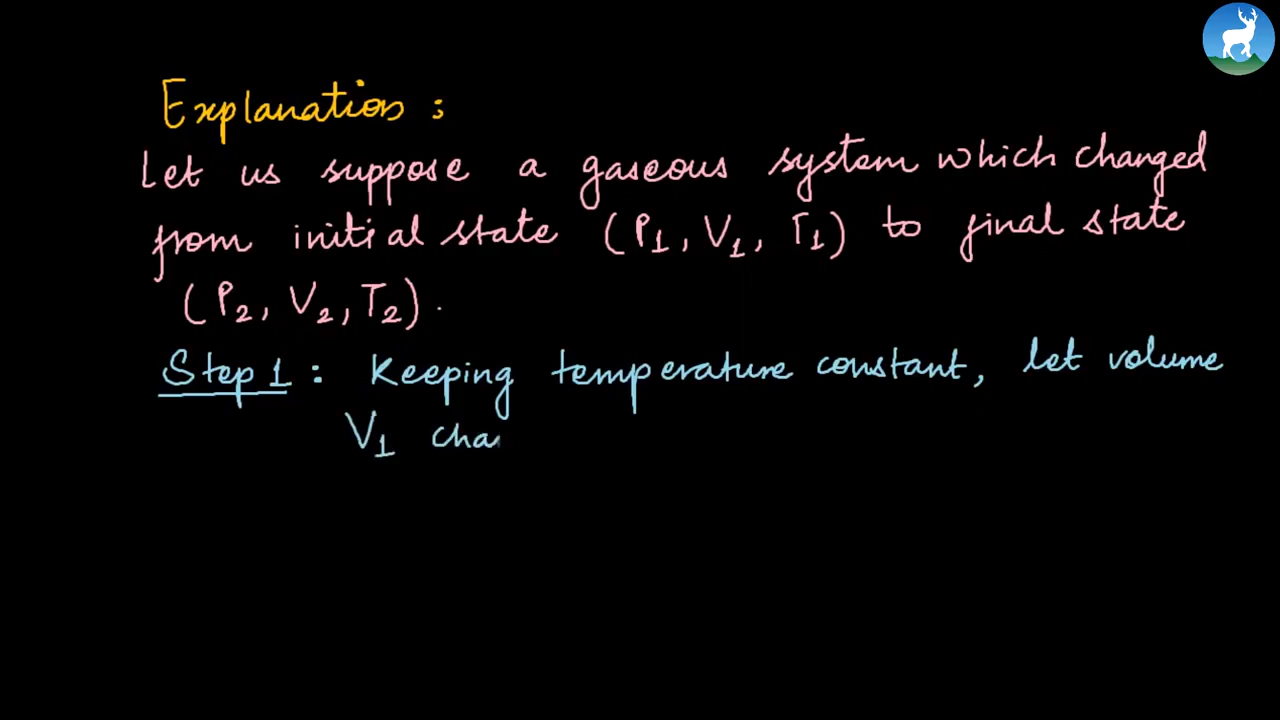 Explanation :
Let us suppose a gaseous system which changed
from initial state (P1, V1, T1) to final state
(P2, V2, T2).
Step 1 : Keeping temperature constant, let volume
V1 cha